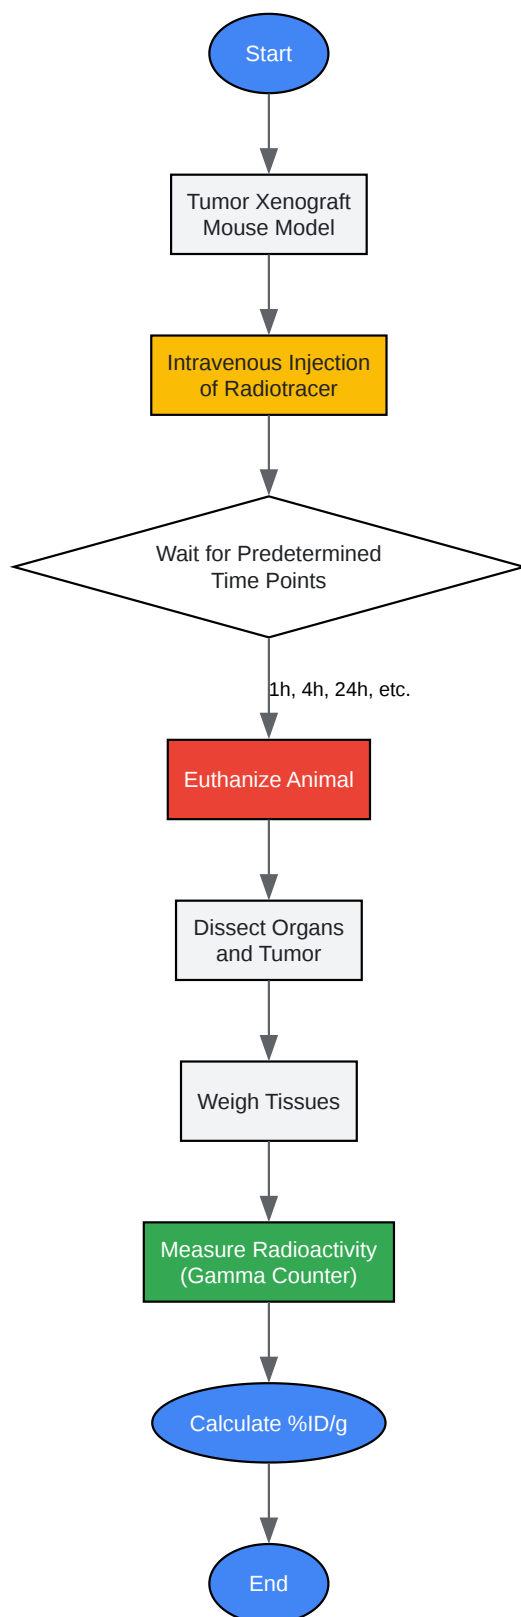 Start
Tumor Xenograft
Mouse Model
Intravenous Injection
of Radiotracer
Wait for Predetermined
Time Points
1h, 4h, 24h, etc.
Euthanize Animal
Dissect Organs
and Tumor
Weigh Tissues
Measure Radioactivity
(Gamma Counter)
Calculate %ID/g
End